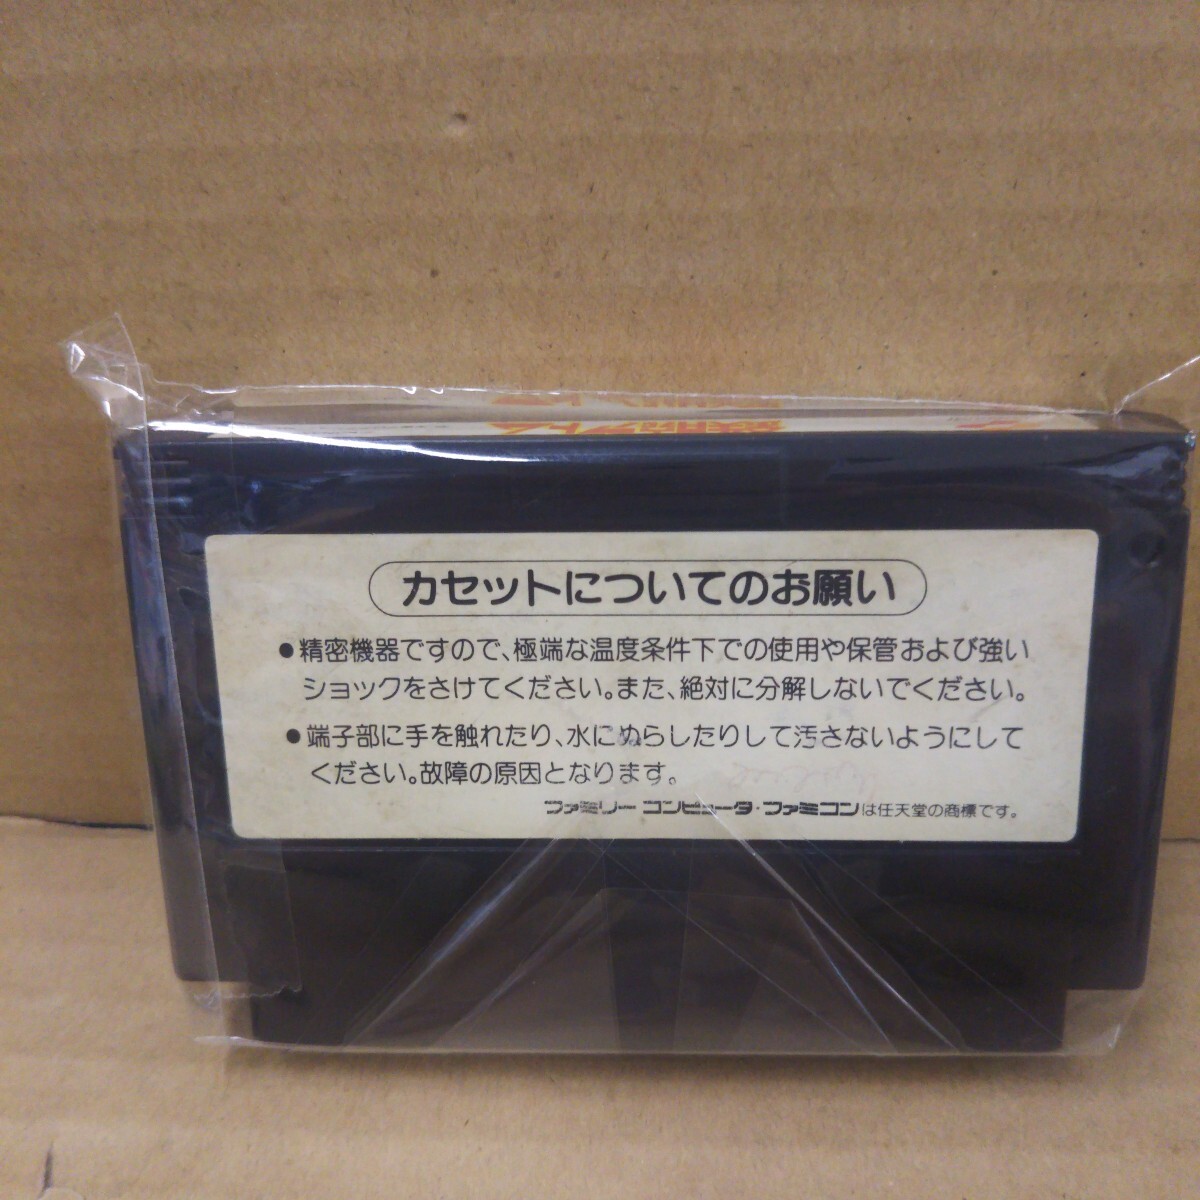 鉄腕アトム
カセットについてのお願い
●精密機器ですので、極端な温度条件下での使用や保管および強い
ショックをさけてください。また、絶対に分解しないでください。
●端子部に手を触れたり、水にぬらしたりして汚さないようにして
ください。故障の原因となります。
ファミリー コンピュータ・ファミコンは任天堂の商標です。